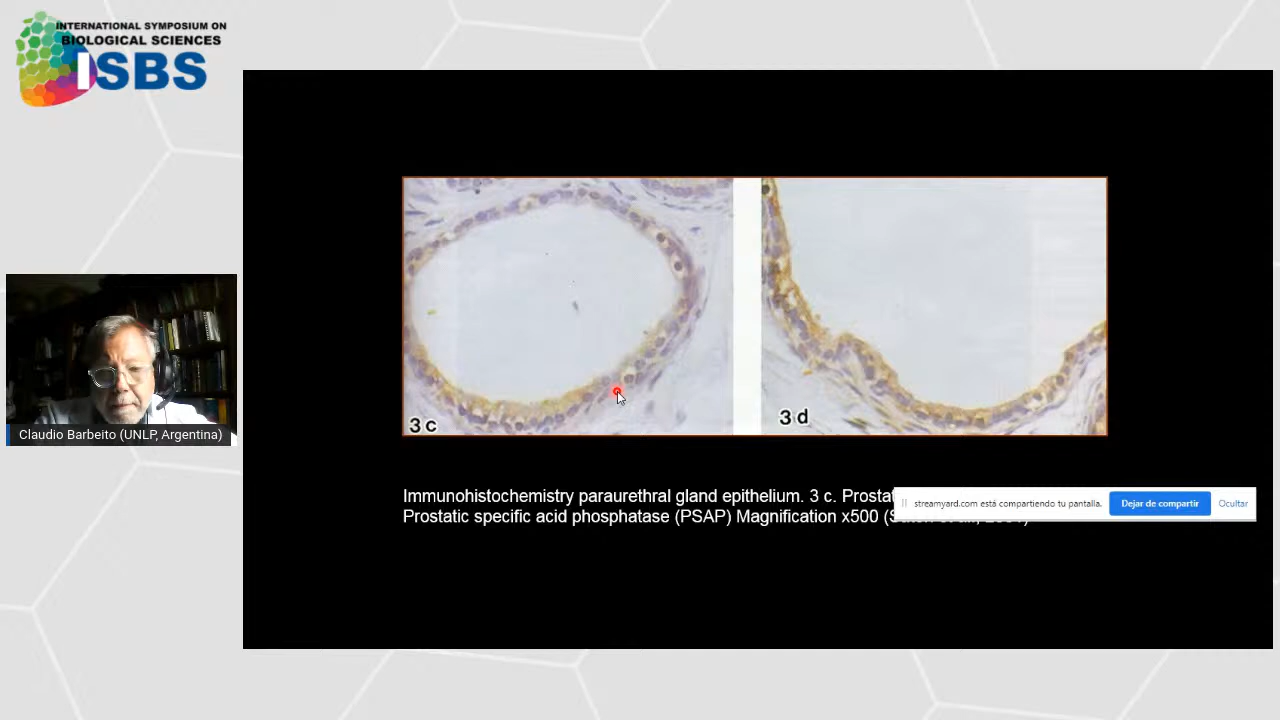 INTERNATIONAL SYMPOSIUM ON
BIOLOGICAL SCIENCES
ISBS
Claudio Barbeito (UNLP, Argentina)
3 c
3 d
Immunohistochemistry paraurethral gland epithelium. 3 c.
Prostatic specific acid phosphatase (PSAP) Magnification x500
streamyard.com está compartiendo tu pantalla.
Dejar de compartir
Ocultar